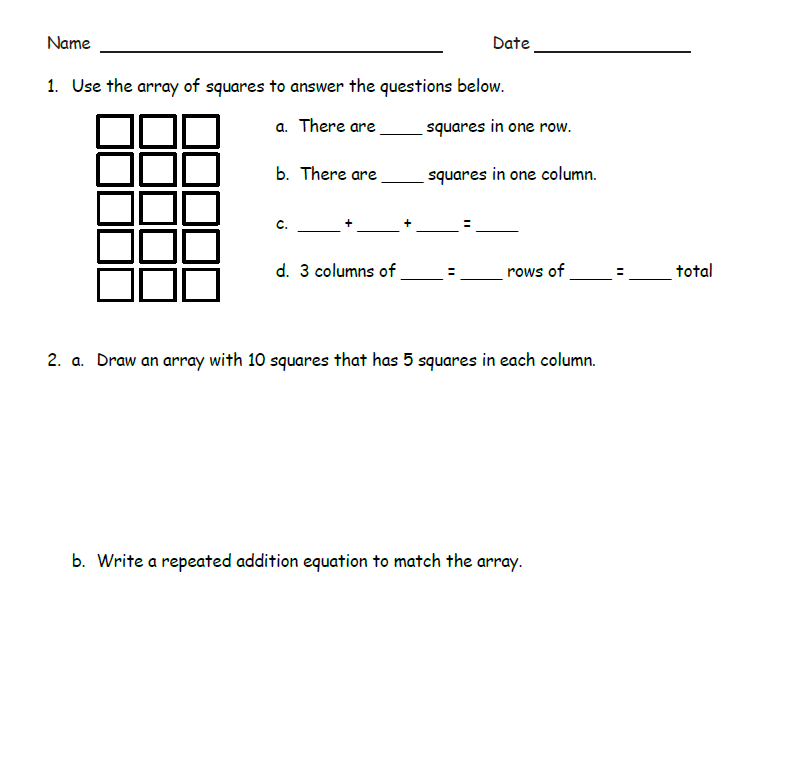 Name ____________________ Date ____________________
1. Use the array of squares to answer the questions below.
a. There are _____ squares in one row.
b. There are _____ squares in one column.
c. _____ + _____ + _____ = _____
d. 3 columns of _____ = _____ rows of _____ = _____ total
2. a. Draw an array with 10 squares that has 5 squares in each column.
b. Write a repeated addition equation to match the array.